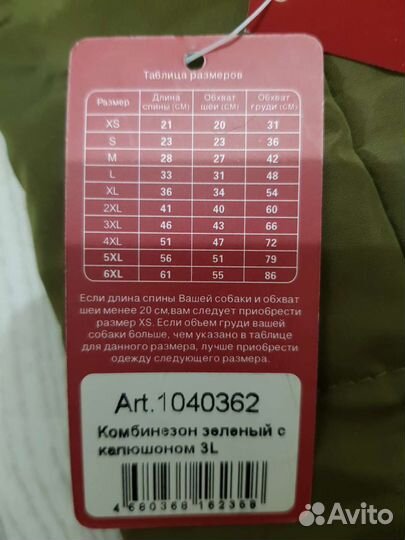 Таблица размеров
Размер Длина спины (СМ) Обхват шеи (СМ) Обхват груди (СМ)
XS 21 20 31
S 23 23 36
M 28 27 42
L 33 31 48
XL 36 34 54
2XL 41 40 60
3XL 46 43 66
4XL 51 47 72
5XL 56 51 79
6XL 61 55 86
Если длина спины Вашей собаки и обхват
шеи менее 20 см,вам следует приобрести
размер XS. Если объем груди вашей
собаки больше, чем указано в таблице
для данного размера, лучше приобрести
одежду следующего размера.
Art.1040362
Комбинезон зеленый с
капюшоном 3L
4 680368 162368
Avito